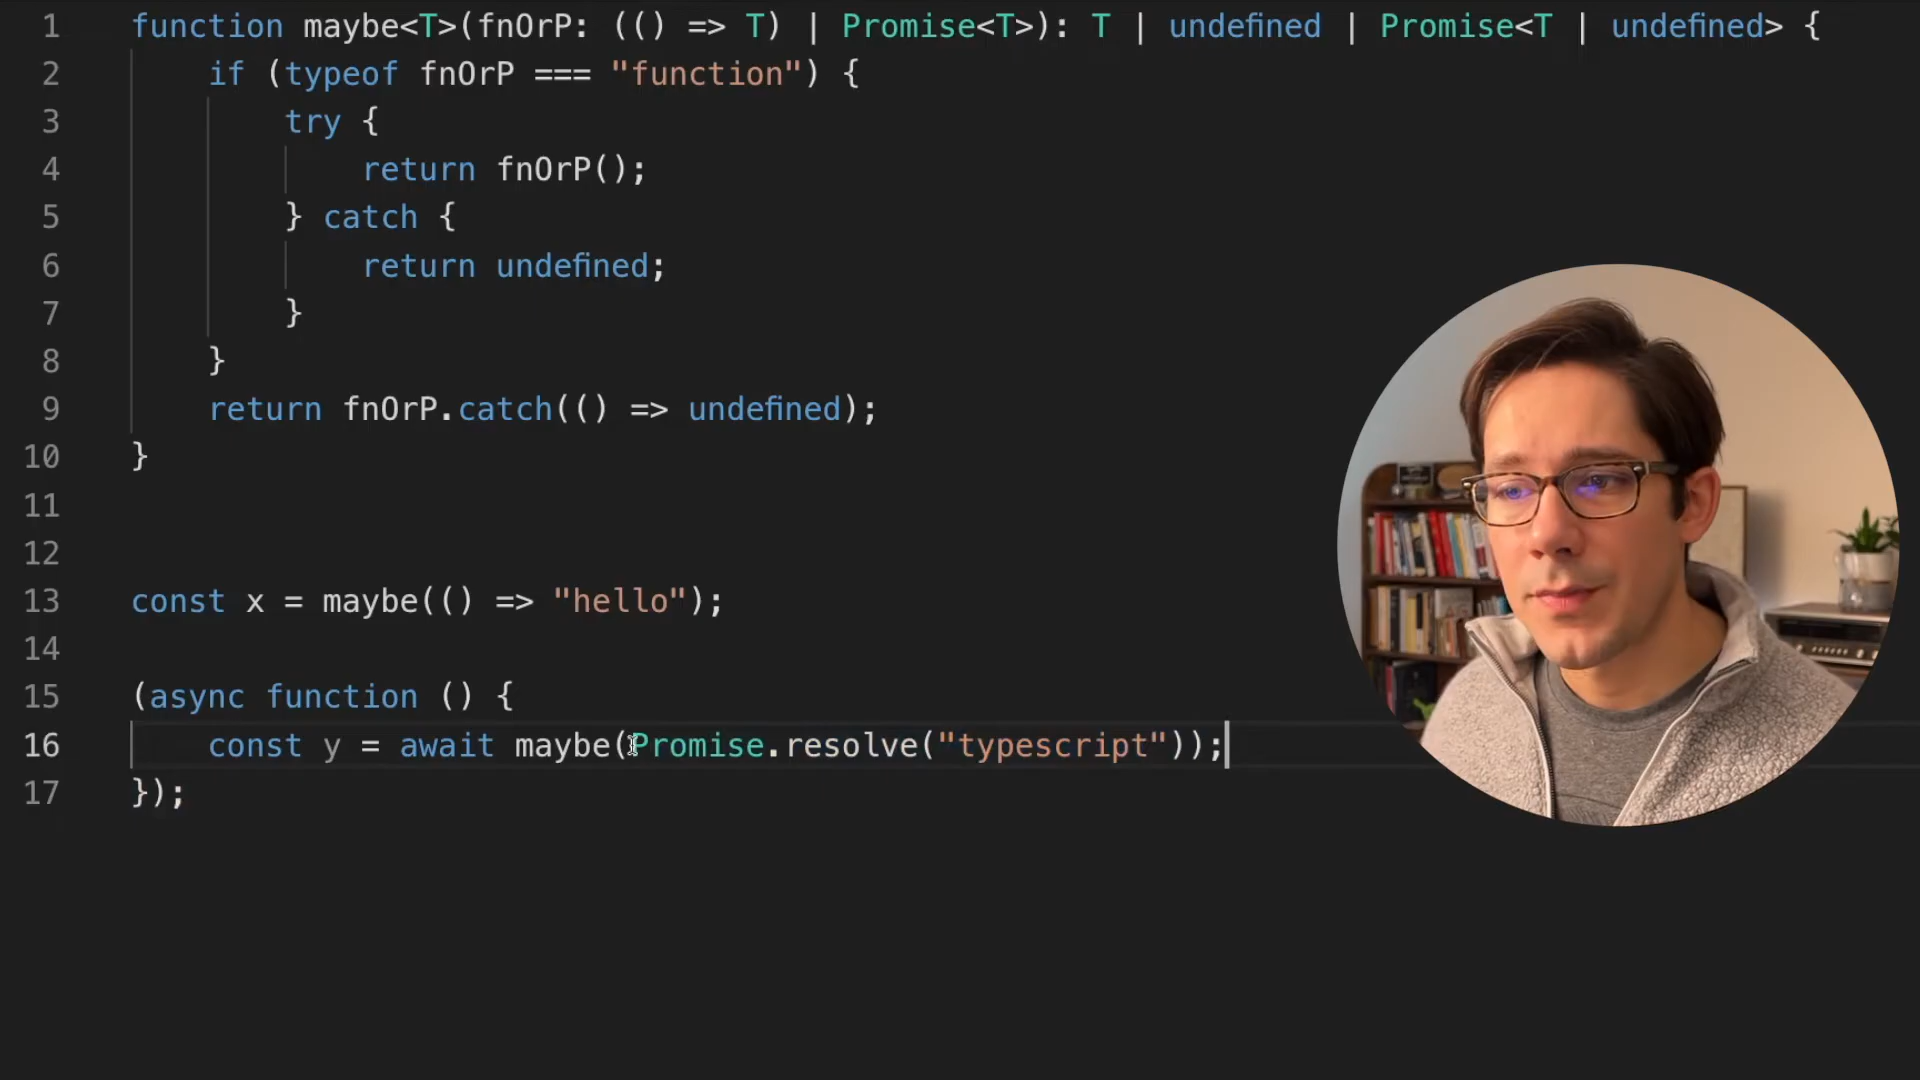 1 function maybe<T>(fnOrP: (() => T) | Promise<T>): T | undefined | Promise<T | undefined> {
2 if (typeof fnOrP === "function") {
3 try {
4 return fnOrP();
5 } catch {
6 return undefined;
7 }
8 }
9 return fnOrP.catch(() => undefined);
10 }
11
12
13 const x = maybe(() => "hello");
14
15 (async function () {
16 const y = await maybe(Promise.resolve("typescript"));
17 });